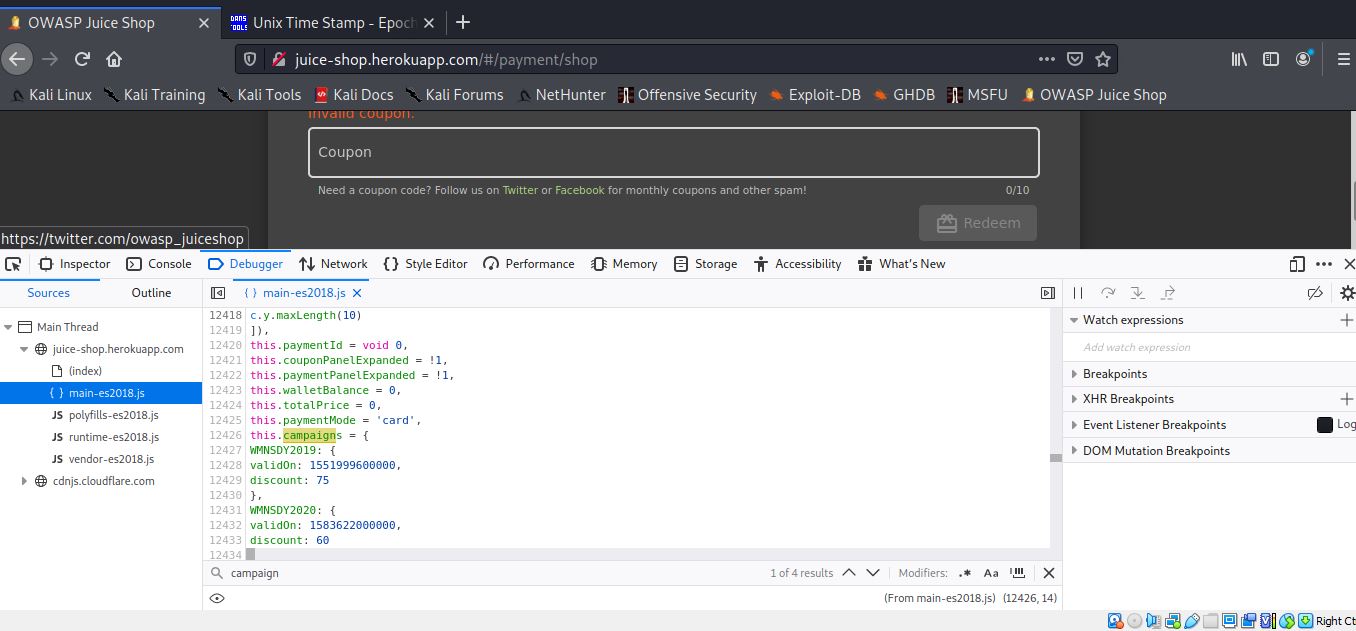 OWASP Juice Shop
Unix Time Stamp - Epoch
juice-shop.herokuapp.com/#/payment/shop
Kali Linux Kali Training Kali Tools Kali Docs Kali Forums NetHunter Offensive Security Exploit-DB GHDB MSFU OWASP Juice Shop
Invalid coupon.
Coupon
Need a coupon code? Follow us on Twitter or Facebook for monthly coupons and other spam! 0/10
Redeem
https://twitter.com/owasp_juiceshop
Inspector Console Debugger Network Style Editor Performance Memory Storage Accessibility What's New
Sources Outline
Main Thread
juice-shop.herokuapp.com
(index)
{ } main-es2018.js
JS polyfills-es2018.js
JS runtime-es2018.js
JS vendor-es2018.js
cdnjs.cloudflare.com
{ } main-es2018.js
12418 c.y.maxLength(10)
12419 ]),
12420 this.paymentId = void 0,
12421 this.couponPanelExpanded = !1,
12422 this.paymentPanelExpanded = !1,
12423 this.walletBalance = 0,
12424 this.totalPrice = 0,
12425 this.paymentMode = 'card',
12426 this.campaigns = {
12427 WMNSDY2019: {
12428 validOn: 1551999600000,
12429 discount: 75
12430 },
12431 WMNSDY2020: {
12432 validOn: 1583622000000,
12433 discount: 60
12434
campaign 1 of 4 results Modifiers: .* Aa
(From main-es2018.js) (12426, 14)
Watch expressions
Add watch expression
Breakpoints
XHR Breakpoints
Event Listener Breakpoints Log
DOM Mutation Breakpoints
Right Ct